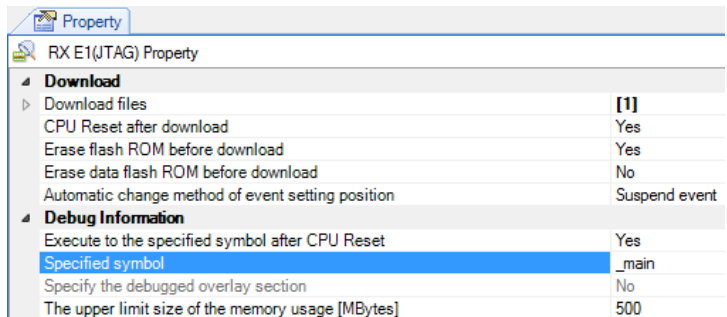 Property
RX E1(JTAG) Property
Download
Download files [1]
CPU Reset after download Yes
Erase flash ROM before download Yes
Erase data flash ROM before download No
Automatic change method of event setting position Suspend event
Debug Information
Execute to the specified symbol after CPU Reset Yes
Specified symbol _main
Specify the debugged overlay section No
The upper limit size of the memory usage [MBytes] 500